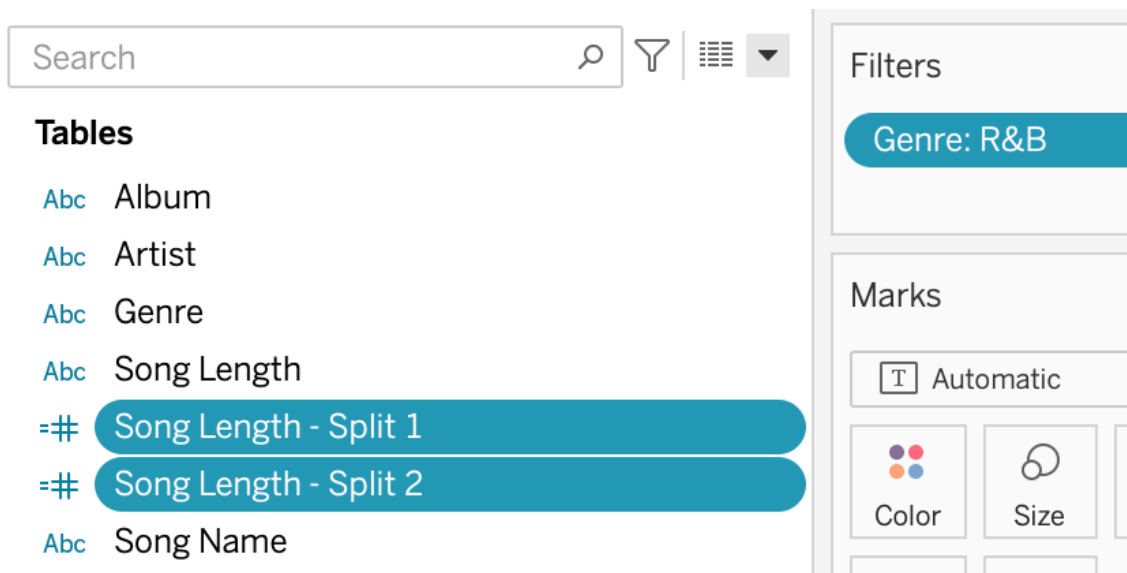 Search
Tables
Abc Album
Abc Artist
Abc Genre
Abc Song Length
=# Song Length - Split 1
=# Song Length - Split 2
Abc Song Name
Filters
Genre: R&B
Marks
T Automatic
Color Size